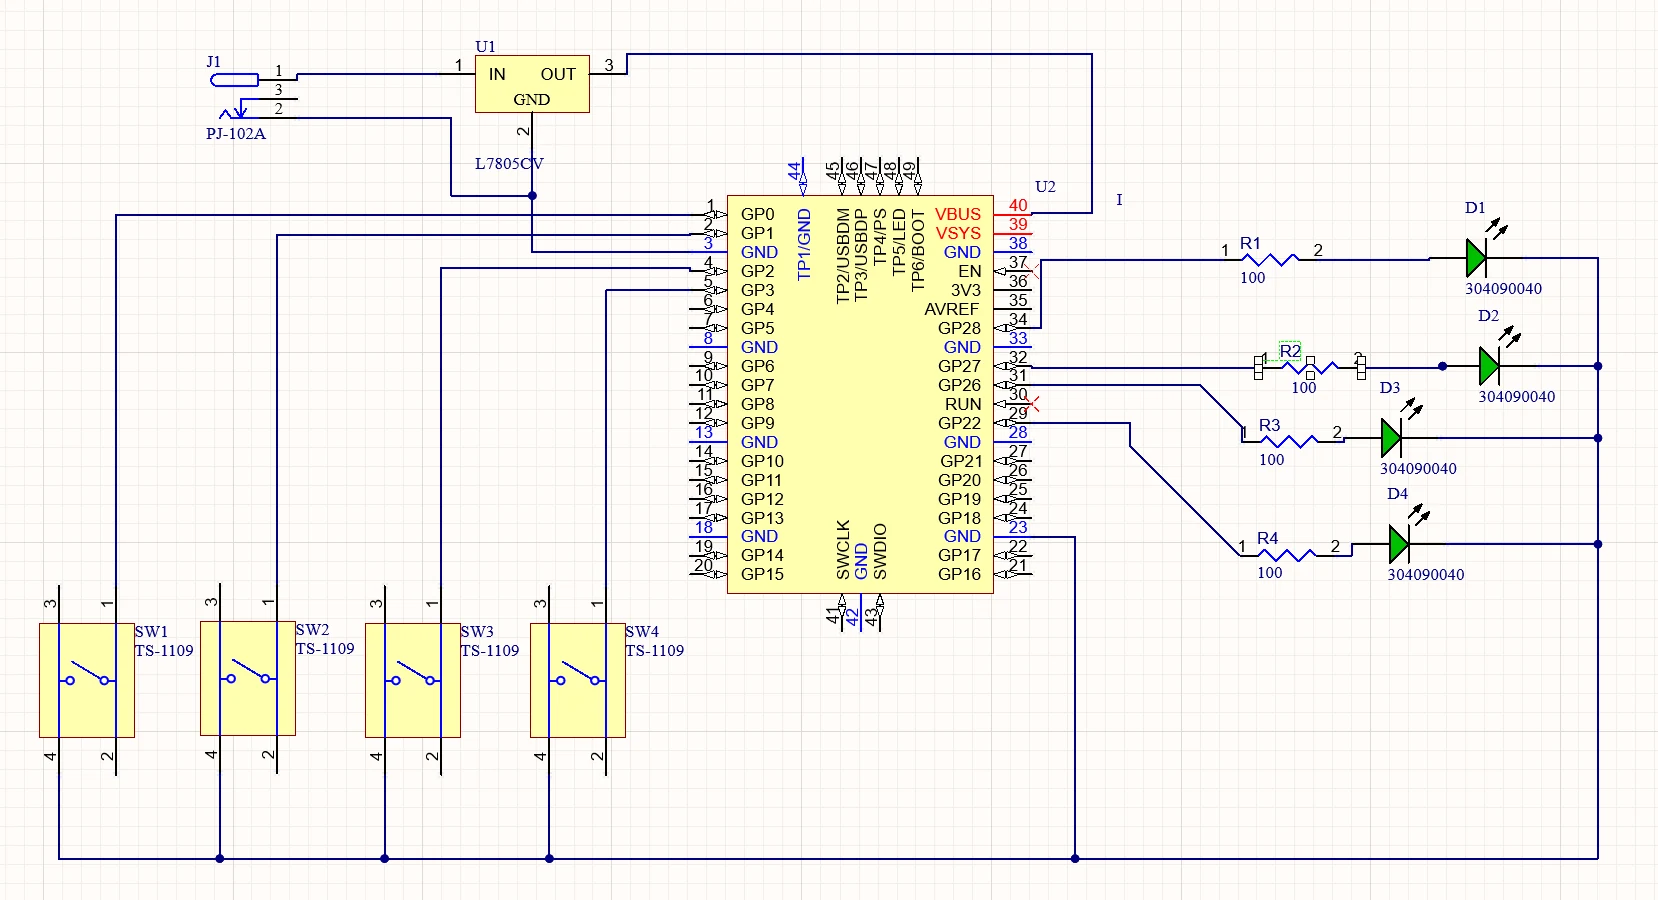 J1
1
3
2
PJ-102A
U1
1
IN
OUT
3
GND
2
L7805CV
44
45
46
47
48
49
U2
I
1
GP0
2
GP1
3
GND
4
GP2
5
GP3
6
GP4
7
GP5
8
GND
9
GP6
10
GP7
11
GP8
12
GP9
13
GND
14
GP10
15
GP11
16
GP12
17
GP13
18
GND
19
GP14
20
GP15
TP1/GND
TP2/USBDM
TP3/USBDP
TP4/PS
TP5/LED
TP6/BOOT
VBUS
40
VSYS
39
GND
38
EN
37
3V3
36
AVREF
35
GP28
34
GND
33
GP27
32
GP26
31
RUN
30
GP22
29
GND
28
GP21
27
GP20
26
GP19
25
GP18
24
GND
23
GP17
22
GP16
21
SWCLK
GND
SWDIO
41
42
43
1
R1
2
100
D1
304090040
1
R2
2
100
D2
304090040
1
R3
2
100
D3
304090040
1
R4
2
100
D4
304090040
3
1
SW1
TS-1109
4
2
3
1
SW2
TS-1109
4
2
3
1
SW3
TS-1109
4
2
3
1
SW4
TS-1109
4
2